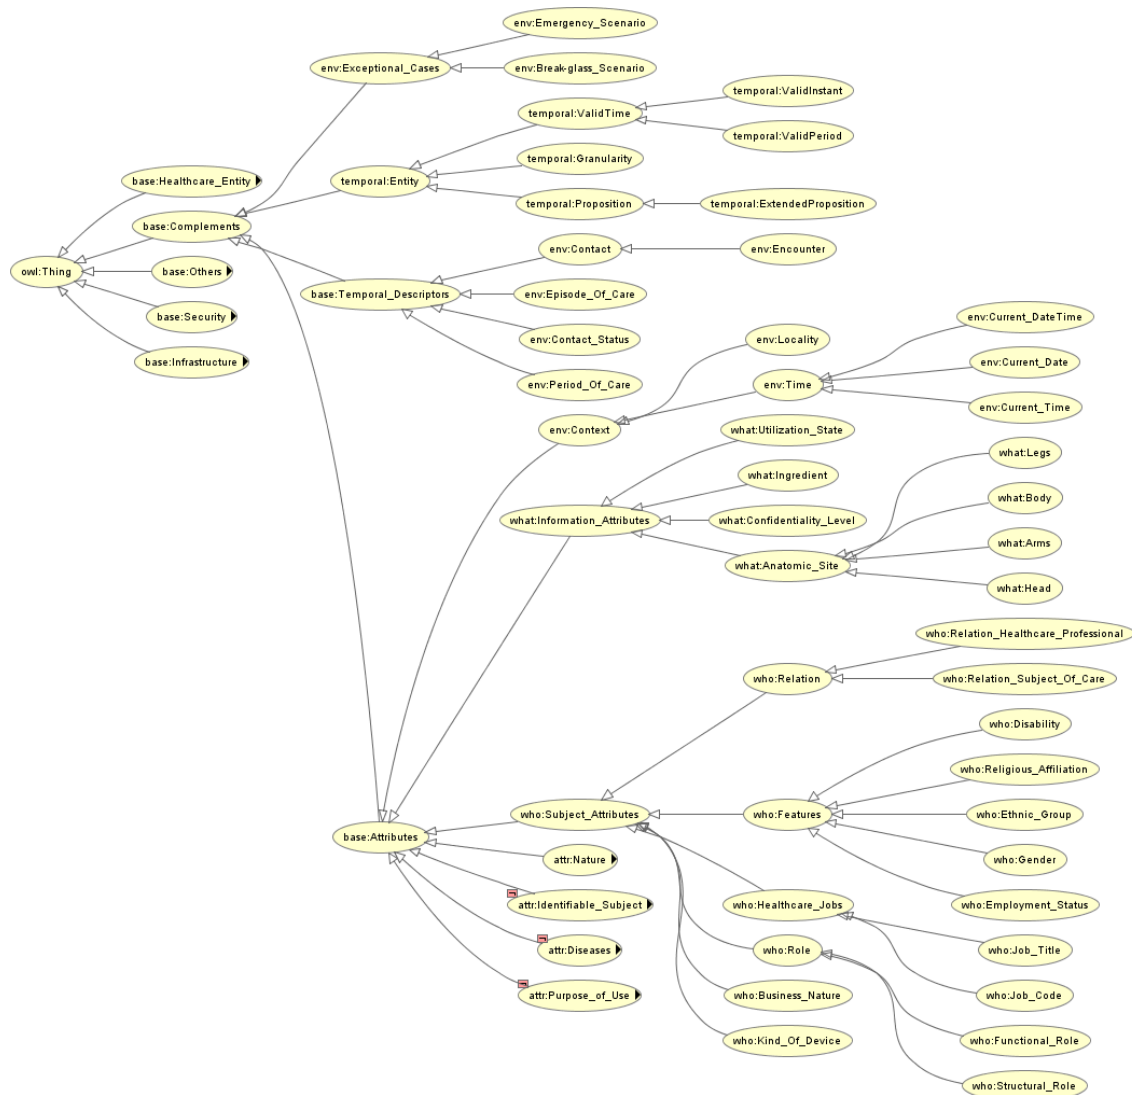 env:Emergency_Scenario
env:Exceptional_Cases
env:Break-glass_Scenario
temporal:ValidInstant
temporal:ValidTime
temporal:ValidPeriod
temporal:Granularity
base:Healthcare_Entity
temporal:Entity
temporal:Proposition
temporal:ExtendedProposition
base:Complements
env:Contact
env:Encounter
owl:Thing
base:Others
base:Temporal_Descriptors
env:Episode_Of_Care
base:Security
env:Current_DateTime
env:Contact_Status
env:Locality
base:Infrastructure
env:Current_Date
env:Period_Of_Care
env:Time
env:Current_Time
env:Context
what:Utilization_State
what:Legs
what:Ingredient
what:Body
what:Information_Attributes
what:Confidentiality_Level
what:Arms
what:Anatomic_Site
what:Head
who:Relation_Healthcare_Professional
who:Relation
who:Relation_Subject_Of_Care
who:Disability
who:Religious_Affiliation
who:Subject_Attributes
who:Features
who:Ethnic_Group
base:Attributes
attr:Nature
who:Gender
attr:Identifiable_Subject
who:Healthcare_Jobs
who:Employment_Status
attr:Diseases
who:Role
who:Job_Title
attr:Purpose_of_Use
who:Business_Nature
who:Job_Code
who:Kind_Of_Device
who:Functional_Role
who:Structural_Role